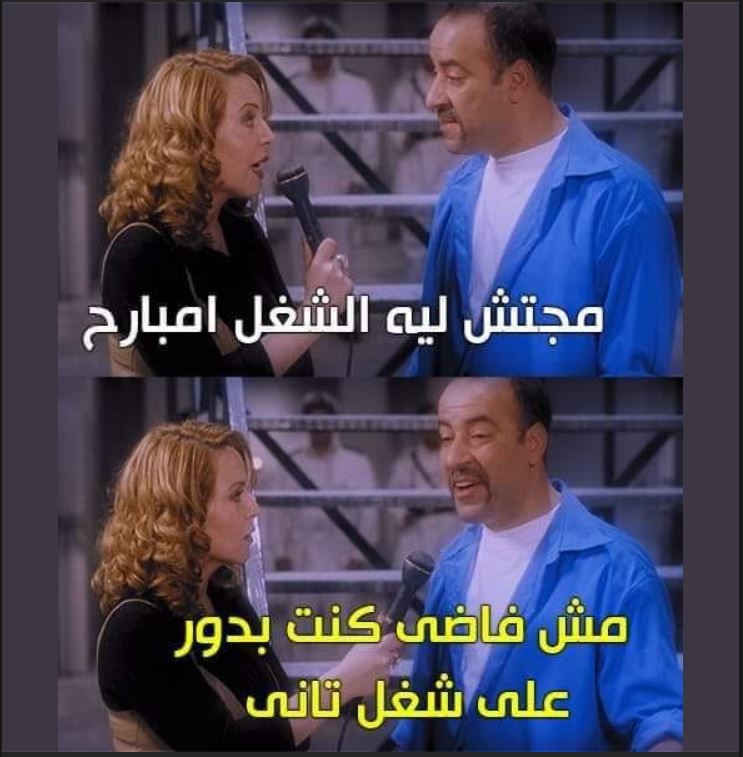 مجتش ليه الشغل امبارح
مش فاضى كنت بدور
على شغل تانى